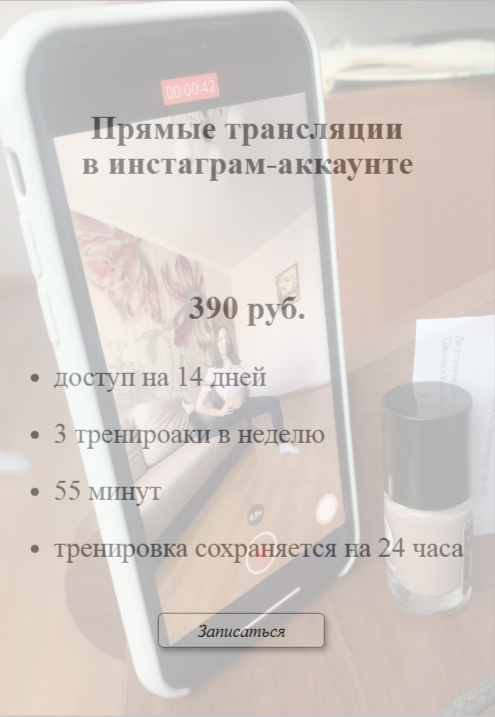 00:00:42
Прямые трансляции
в инстаграм-аккаунте
390 руб.
• доступ на 14 дней
• 3 тренироаки в неделю
• 55 минут
• тренировка сохраняется на 24 часа
Записаться